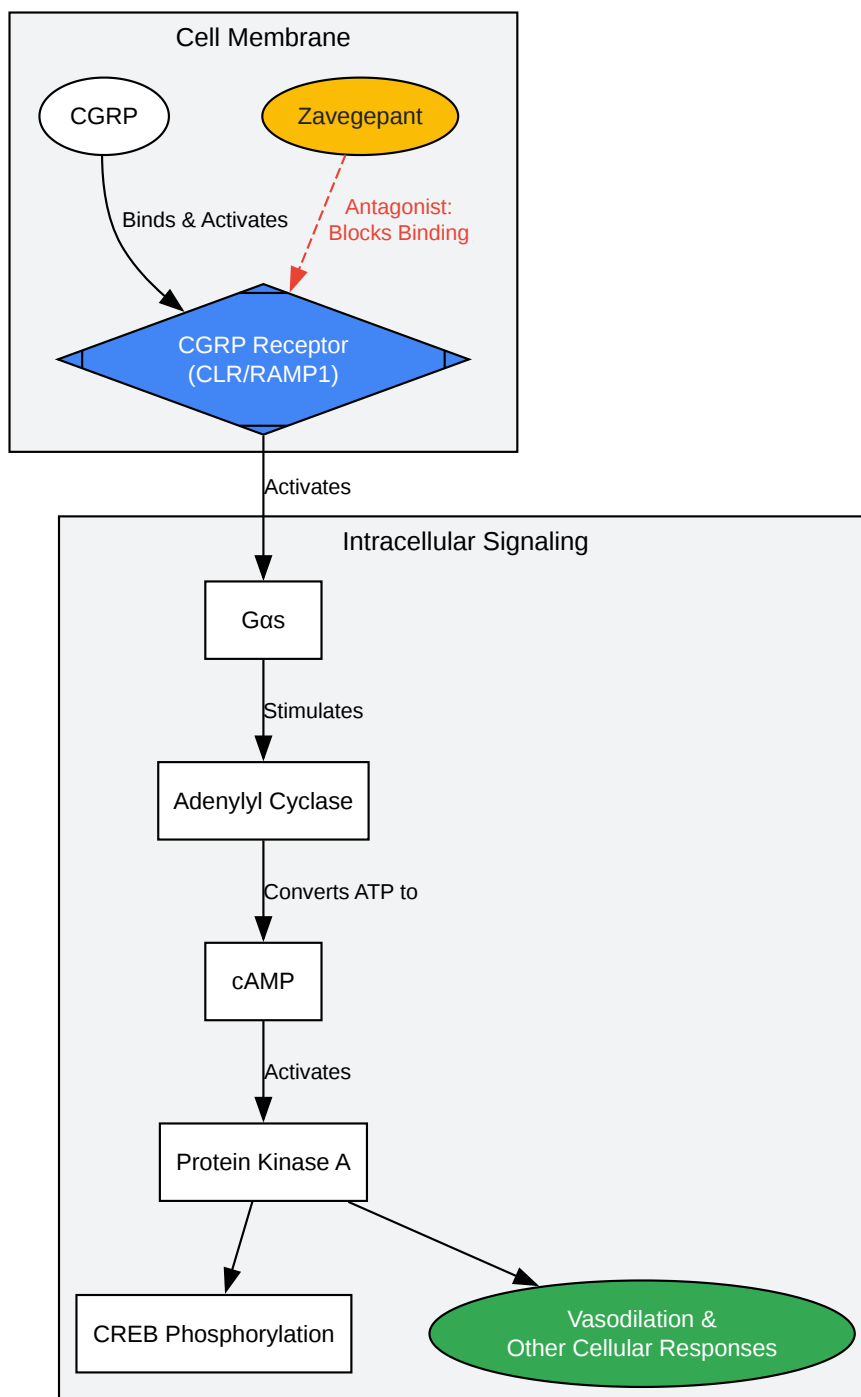 Cell Membrane
CGRP
Zavegepant
Binds & Activates
Antagonist:
Blocks Binding
CGRP Receptor
(CLR/RAMP1)
Activates
Intracellular Signaling
Gαs
Stimulates
Adenylyl Cyclase
Converts ATP to
cAMP
Activates
Protein Kinase A
CREB Phosphorylation
Vasodilation &
Other Cellular Responses